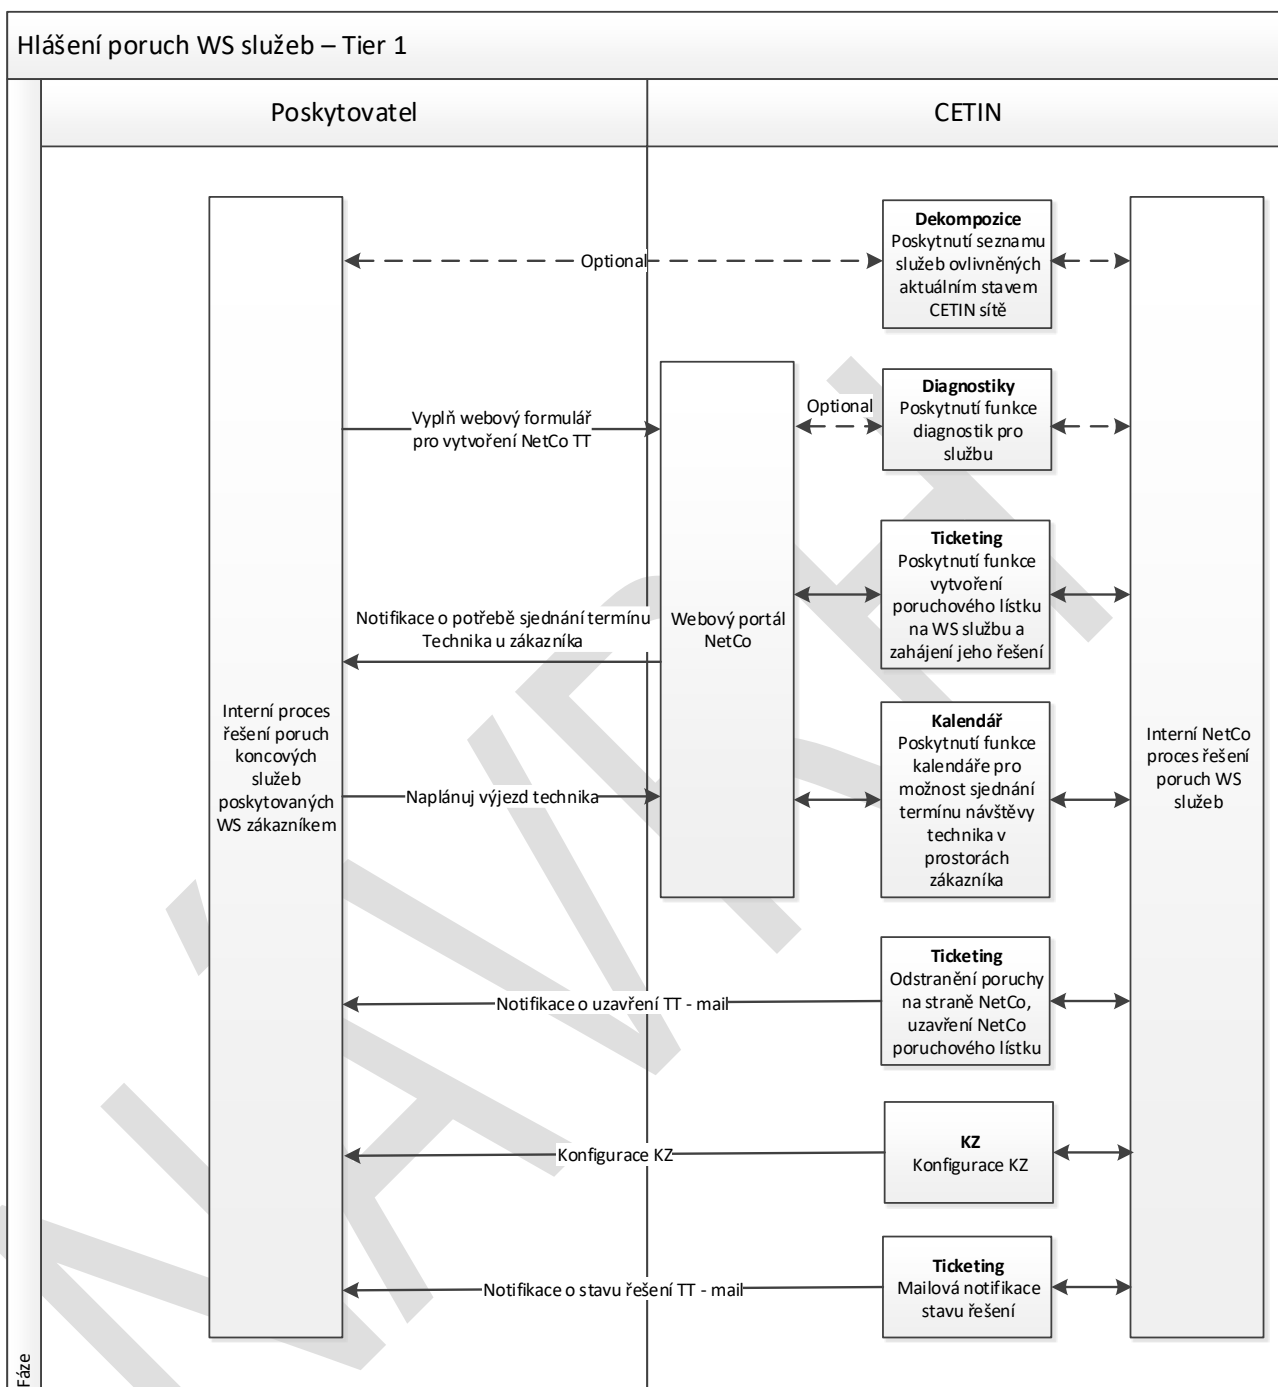 Hlášení poruch WS služeb – Tier 1
Poskytovatel
CETIN
Dekompozice
Poskytnutí seznamu
služeb ovlivněných
aktuálním stavem
CETIN sítě
Optional
Diagnostiky
Poskytnutí funkce
diagnostik pro
službu
Optional
Vyplň webový formulář
pro vytvoření NetCo TT
Ticketing
Poskytnutí funkce
vytvoření
poruchového lístku
na WS službu a
zahájení jeho řešení
Notifikace o potřebě sjednání termínu
Technika u zákazníka
Webový portál
NetCo
Interní proces
řešení poruch
koncových
služeb
poskytovaných
WS zákazníkem
Kalendář
Poskytnutí funkce
kalendáře pro
možnost sjednání
termínu návštěvy
technika v
prostorách
zákazníka
Interní NetCo
proces řešení
poruch WS
služeb
Naplánuj výjezd technika
Ticketing
Odstranění poruchy
na straně NetCo,
uzavření NetCo
poruchového lístku
Notifikace o uzavření TT - mail
KZ
Konfigurace KZ
Konfigurace KZ
Ticketing
Mailová notifikace
stavu řešení
Notifikace o stavu řešení TT - mail
Fáze
NÁVRH